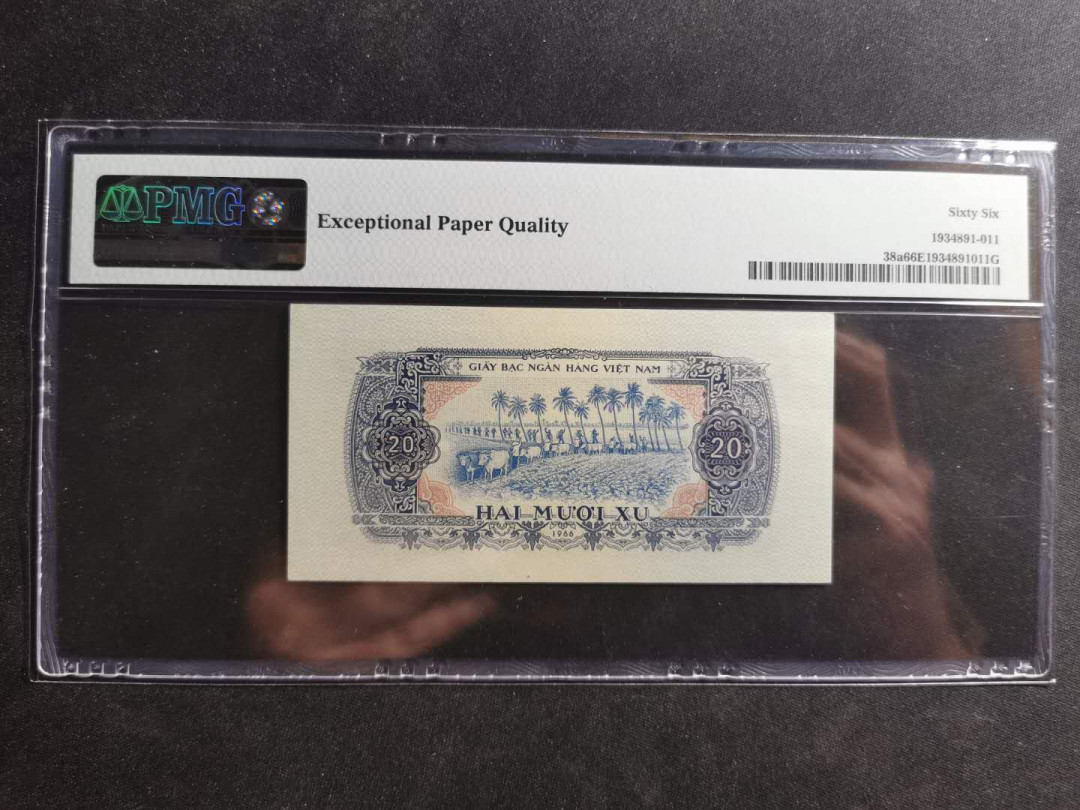 PMG
Exceptional Paper Quality
Sixty Six
1934891-011
38a66E1934891011G
GIẤY BẠC NGÂN HÀNG VIỆT NAM
20
20
HAI MƯƠI XU
1966